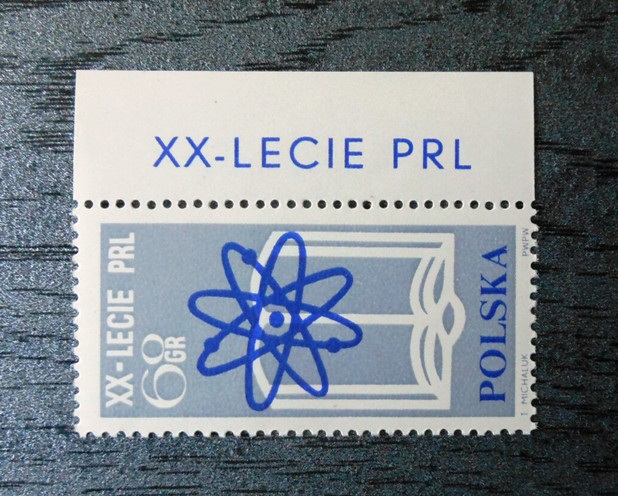 XX-LECIE PRL
XX-LECIE PRL
60 GR
POLSKA
T. MICHALUK
PWPW